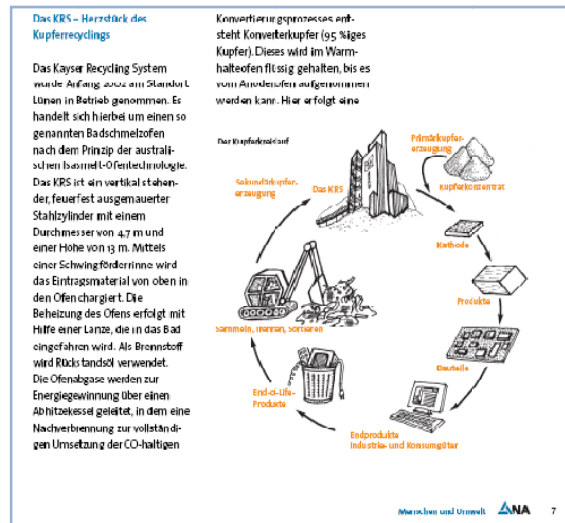 Das KRS – Herzstück des
Kupferrecyclings
Das Kayser Recycling System
wurde Anfang 2002 am Standort
Lünen in Betrieb genommen. Es
handelt sich hierbei um einen so
genannten Badschmelzofen
nach dem Prinzip der australi-
schen Isasmelt-Ofentechnologie.
Das KRS ist ein vertikal stehen-
der, feuerfest ausgemauerter
Stahlzylinder mit einem
Durchmesser von 4,7 m und
einer Höhe von 13 m. Mittels
einer Schwingförderrinne wird
das Eintragsmaterial von oben in
den Ofen chargiert. Die
Beheizung des Ofens erfolgt mit
Hilfe einer Lanze, die in das Bad
eingefahren wird. Als Brennstoff
wird Rückstandsöl verwendet.
Die Ofenabgase werden zur
Energiegewinnung über einen
Abhitzekessel geleitet, in dem eine
Nachverbrennung zur vollständi-
gen Umsetzung der CO-haltigen
Konvertierungsprozesses ent-
steht Konverterkupfer (95 %iges
Kupfer). Dieses wird im Warm-
halteofen flüssig gehalten, bis es
vom Anodenofen aufgenommen
werden kann. Hier erfolgt eine
Der Kupferkreislauf
Primärkupfer-
erzeugung
Kupferkonzentrat
Sekundärkupfer-
erzeugung
Das KRS
Kathode
Produkte
Bauteile
Endprodukte
Industrie- und Konsumgüter
End-of-Life-
Produkte
Sammeln, Trennen, Sortieren
Menschen und Umwelt NA 7